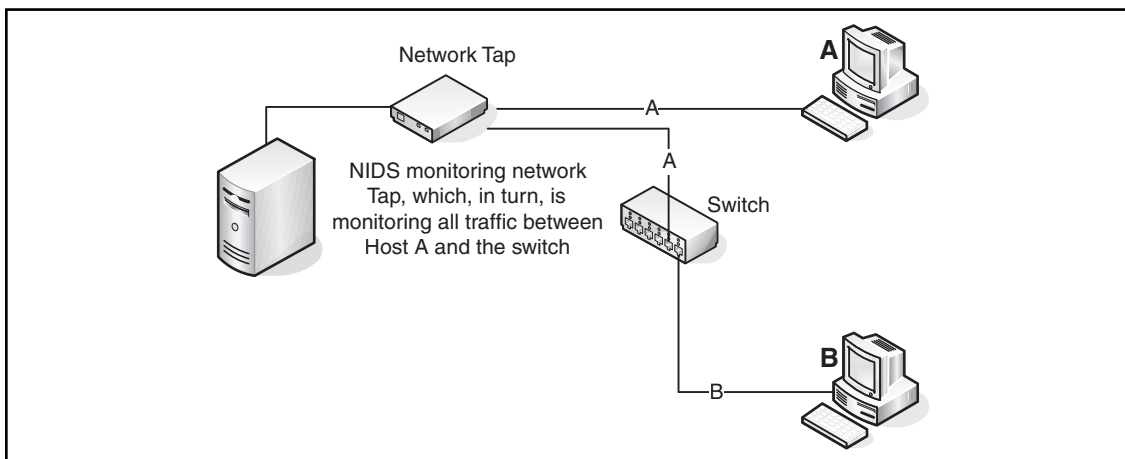 Network Tap
A
A
A
NIDS monitoring network
Tap, which, in turn, is
monitoring all traffic between
Host A and the switch
Switch
B
B